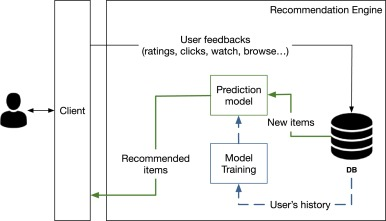 Recommendation Engine
User feedbacks
(ratings, clicks, watch, browse...)
Client
Prediction
model
New items
Recommended
items
Model
Training
DB
User's history